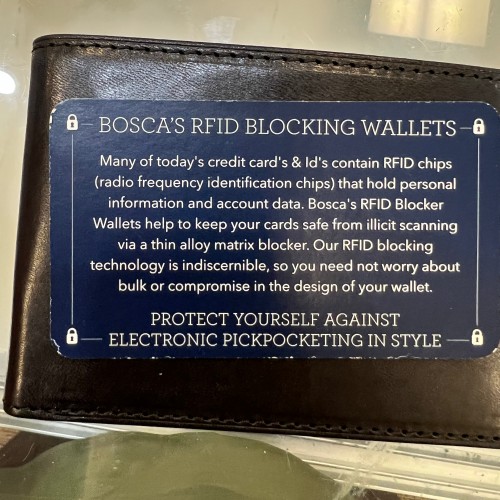 BOSCA'S RFID BLOCKING WALLETS
Many of today's credit card's & Id's contain RFID chips
(radio frequency identification chips) that hold personal
information and account data. Bosca's RFID Blocker
Wallets help to keep your cards safe from illicit scanning
via a thin alloy matrix blocker. Our RFID blocking
technology is indiscernible, so you need not worry about
bulk or compromise in the design of your wallet.
PROTECT YOURSELF AGAINST
ELECTRONIC PICKPOCKETING IN STYLE